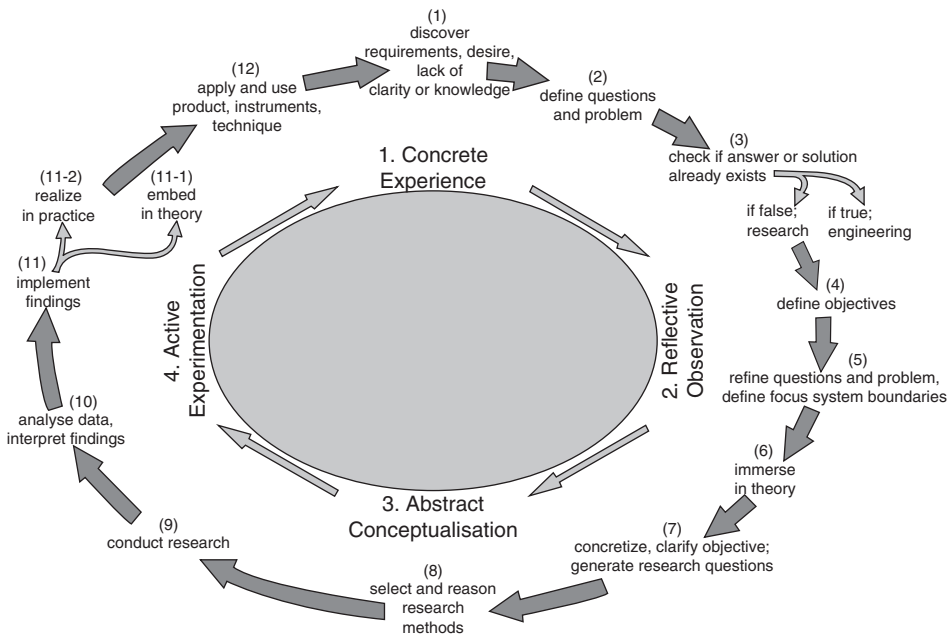 (1)
discover
requirements, desire,
lack of
clarity or knowledge
(2)
define questions
and problem
(3)
check if answer or solution
already exists
if false;
research
if true;
engineering
(4)
define objectives
(5)
refine questions and problem,
define focus system boundaries
(6)
immerse
in theory
(7)
concretize, clarify objective;
generate research questions
(8)
select and reason
research
methods
(9)
conduct research
(10)
analyse data,
interpret findings
(11)
implement
findings
(11-2)
realize
in practice
(11-1)
embed
in theory
(12)
apply and use
product, instruments,
technique
1. Concrete
Experience
2. Reflective
Observation
3. Abstract
Conceptualisation
4. Active
Experimentation